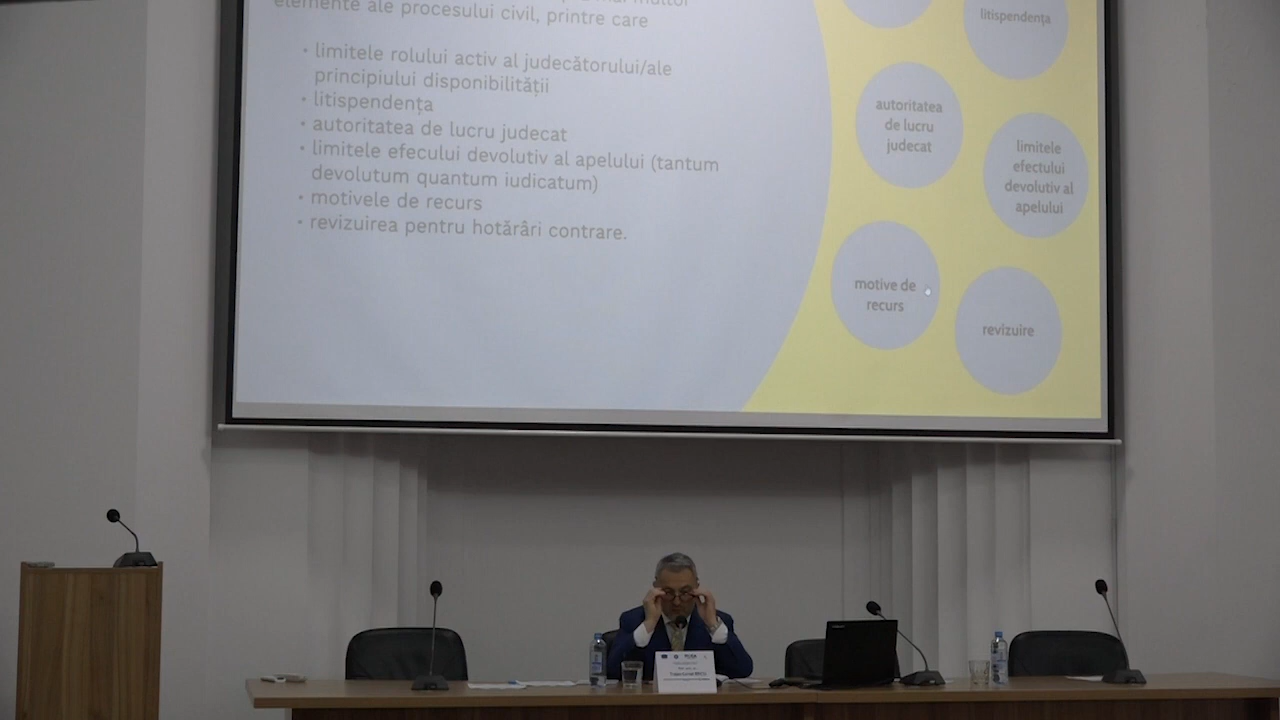 elemente ale procesului civil, printre care
• limitele rolului activ al judecătorului/ale
principiului disponibilității
• litispendența
• autoritatea de lucru judecat
• limitele efecului devolutiv al apelului (tantum
devolutum quantum iudicatum)
• motivele de recurs
• revizuirea pentru hotărâri contrare.
litispendența
autoritatea
de lucru
judecat
limitele
efectului
devolutiv al
apelului
motive de
recurs
revizuire